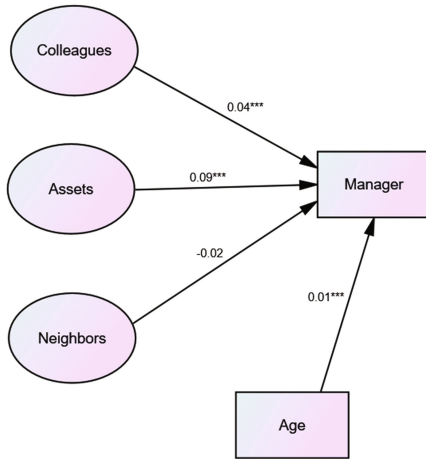 Colleagues
0.04***
Assets
0.09***
Manager
-0.02
0.01***
Neighbors
Age